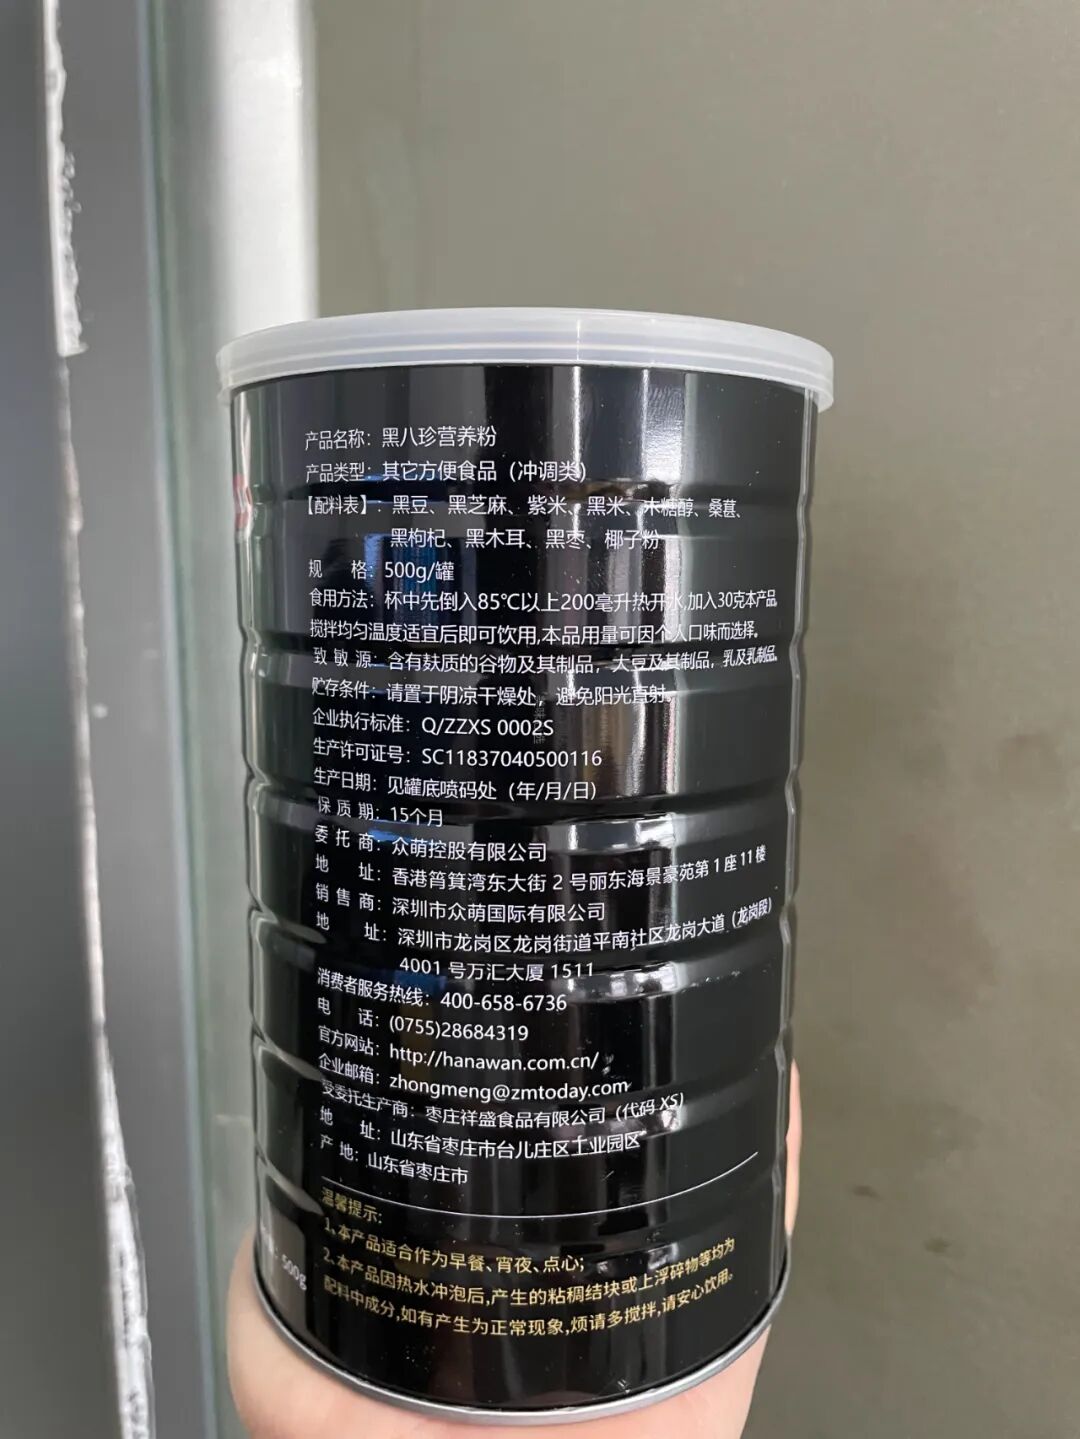 产品名称：黑八珍营养粉
产品类型：其它方便食品（冲调类）
【配料表】：黑豆、黑芝麻、紫米、黑米、木糖醇、桑葚、
黑枸杞、黑木耳、黑枣、椰子粉
规 格：500g/罐
食用方法：杯中先倒入85℃以上200毫升热开水,加入30克本产品,
搅拌均匀温度适宜后即可饮用,本品用量可因个人口味而选择。
致 敏 源：含有麸质的谷物及其制品，大豆及其制品，乳及乳制品。
贮存条件：请置于阴凉干燥处，避免阳光直射。
企业执行标准：Q/ZZXS 0002S
生产许可证号：SC11837040500116
生产日期：见罐底喷码处（年/月/日）
保 质 期：15个月
委 托 商：众萌控股有限公司
地 址：香港筲箕湾东大街 2 号丽东海景豪苑第 1 座 11 楼
销 售 商：深圳市众萌国际有限公司
地 址：深圳市龙岗区龙岗街道平南社区龙岗大道（龙岗段）
4001 号万汇大厦 1511
消费者服务热线：400-658-6736
电 话：(0755)28684319
官方网站：http://hanawan.com.cn/
企业邮箱：zhongmeng@zmtoday.com
受委托生产商：枣庄祥盛食品有限公司（代码 XS）
地 址：山东省枣庄市台儿庄区工业园区
产 地：山东省枣庄市
温馨提示:
1、本产品适合作为早餐、宵夜、点心;
2、本产品因热水冲泡后,产生的粘稠结块或上浮碎物等均为
配料中成分,如有产生为正常现象,烦请多搅拌,请安心饮用。
500g